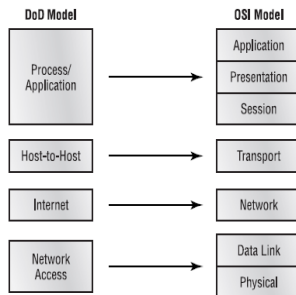 DoD Model
OSI Model
Process/
Application
Application
Presentation
Session
Host-to-Host
Transport
Internet
Network
Network
Access
Data Link
Physical